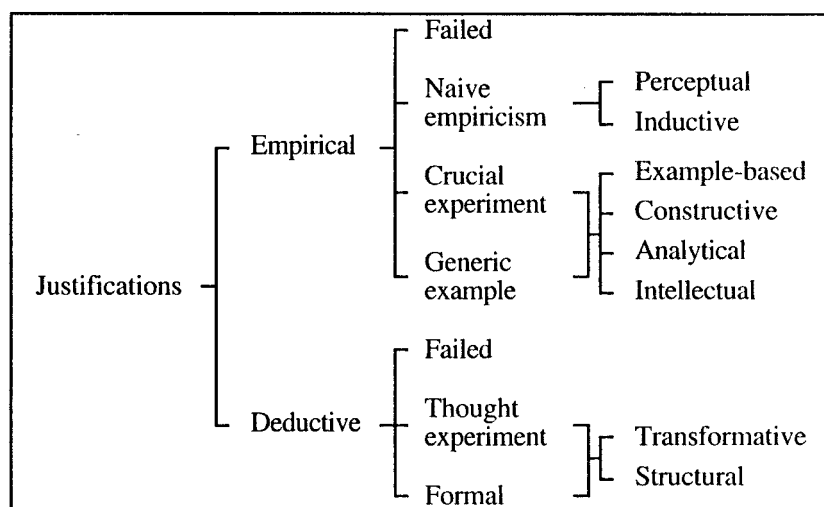 Failed
Naive
empiricism
Perceptual
Inductive
Empirical
Crucial
experiment
Generic
example
Example-based
Constructive
Analytical
Intellectual
Justifications
Failed
Deductive
Thought
experiment
Formal
Transformative
Structural